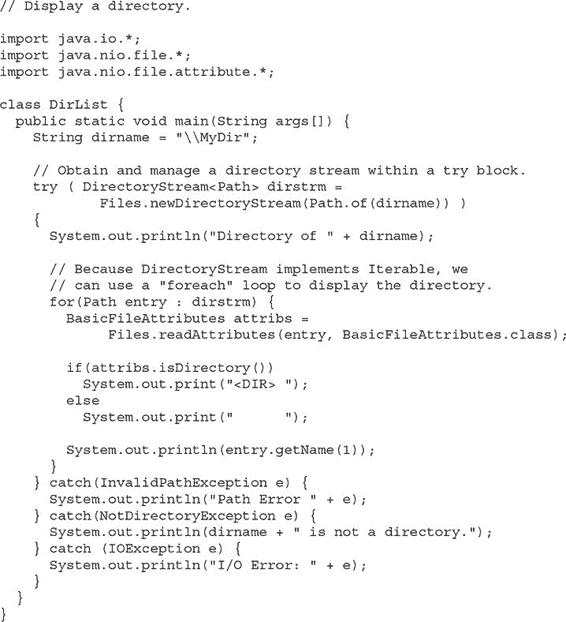 // Display a directory.

import java.io.*;
import java.nio.file.*;
import java.nio.file.attribute.*;

class DirList {
  public static void main(String args[]) {
    String dirname = "\\MyDir";

    // Obtain and manage a directory stream within a try block.
    try ( DirectoryStream<Path> dirstrm =
            Files.newDirectoryStream(Path.of(dirname)) )
    {
      System.out.println("Directory of " + dirname);

      // Because DirectoryStream implements Iterable, we
      // can use a "foreach" loop to display the directory.
      for(Path entry : dirstrm) {
        BasicFileAttributes attribs =
             Files.readAttributes(entry, BasicFileAttributes.class);

        if(attribs.isDirectory())
          System.out.print("<DIR> ");
        else
          System.out.print("      ");

        System.out.println(entry.getName(1));
      }
    } catch(InvalidPathException e) {
      System.out.println("Path Error " + e);
    } catch(NotDirectoryException e) {
      System.out.println(dirname + " is not a directory.");
    } catch (IOException e) {
      System.out.println("I/O Error: " + e);
    }
  }
}